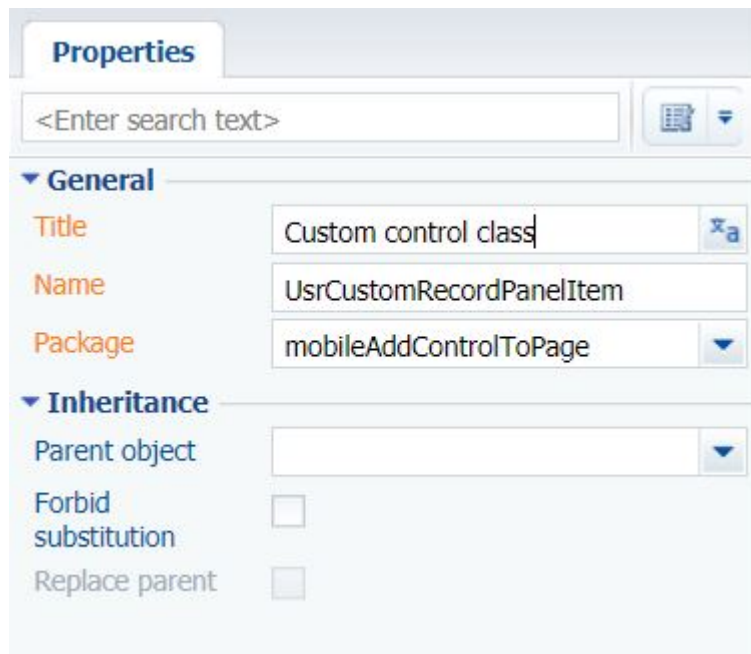 Properties
<Enter search text>
General
Title
Custom control class
Name
UsrCustomRecordPanelItem
Package
mobileAddControlToPage
Inheritance
Parent object
Forbid
substitution
Replace parent